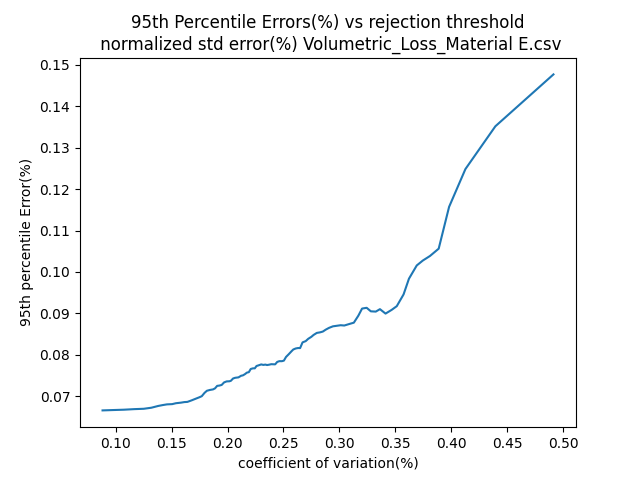 95th Percentile Errors(%) vs rejection threshold
normalized std error(%) Volumetric_Loss_Material E.csv
0.15
0.14
0.13
0.12
0.11
0.10
0.09
0.08
0.07
95th percentile Error(%)
0.10 0.15 0.20 0.25 0.30 0.35 0.40 0.45 0.50
coefficient of variation(%)